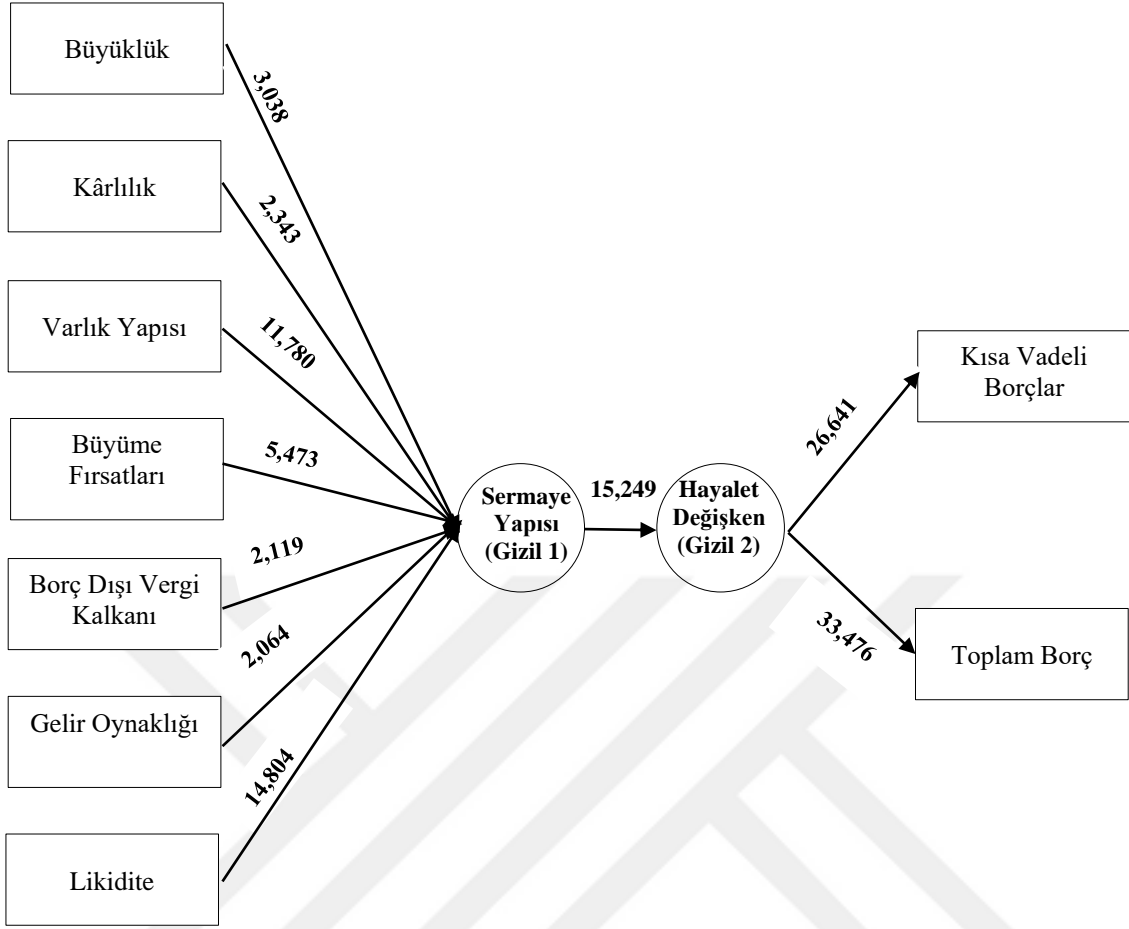 Büyüklük
3,038
Kârlılık
2,343
Varlık Yapısı
11,780
Büyüme
Fırsatları
5,473
Borç Dışı Vergi
Kalkanı
2,119
Gelir Oynaklığı
2,064
Likidite
14,804
Sermaye
Yapısı
(Gizil 1)
15,249
Hayalet
Değişken
(Gizil 2)
26,641
Kısa Vadeli
Borçlar
33,476
Toplam Borç